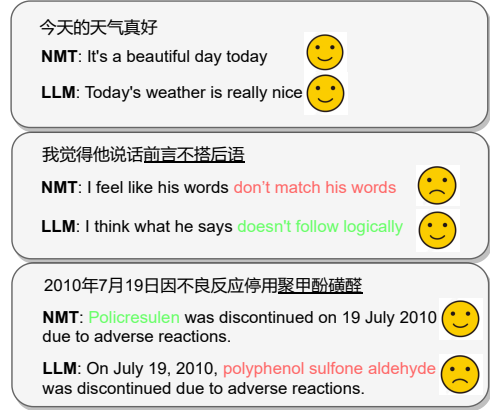 今天的天气真好
NMT: It's a beautiful day today
LLM: Today's weather is really nice
我觉得他说话前言不搭后语
NMT: I feel like his words don't match his words
LLM: I think what he says doesn't follow logically
2010年7月19日因不良反应停用聚甲酚磺醛
NMT: Policresulen was discontinued on 19 July 2010
due to adverse reactions.
LLM: On July 19, 2010, polyphenol sulfone aldehyde
was discontinued due to adverse reactions.